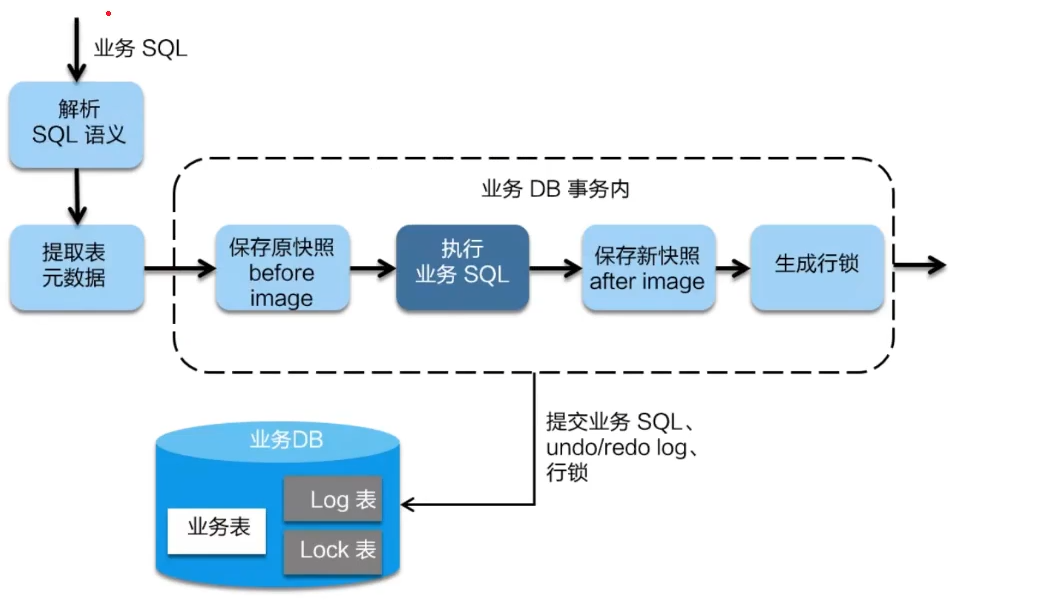 业务 SQL
解析
SQL 语义
业务 DB 事务内
提取表
元数据
保存原快照
before
image
执行
业务 SQL
保存新快照
after image
生成行锁
提交业务 SQL、
undo/redo log、
行锁
业务DB
Log 表
业务表
Lock 表